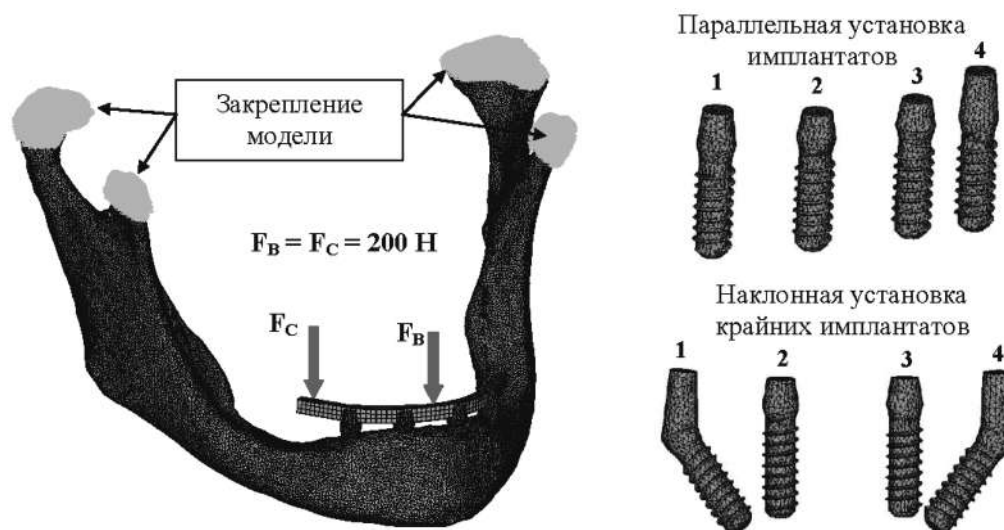 Закрепление
модели
F_B = F_C = 200 Н
F_C
F_B
Параллельная установка
имплантатов
1 2 3 4
Наклонная установка
крайних имплантатов
1 2 3 4